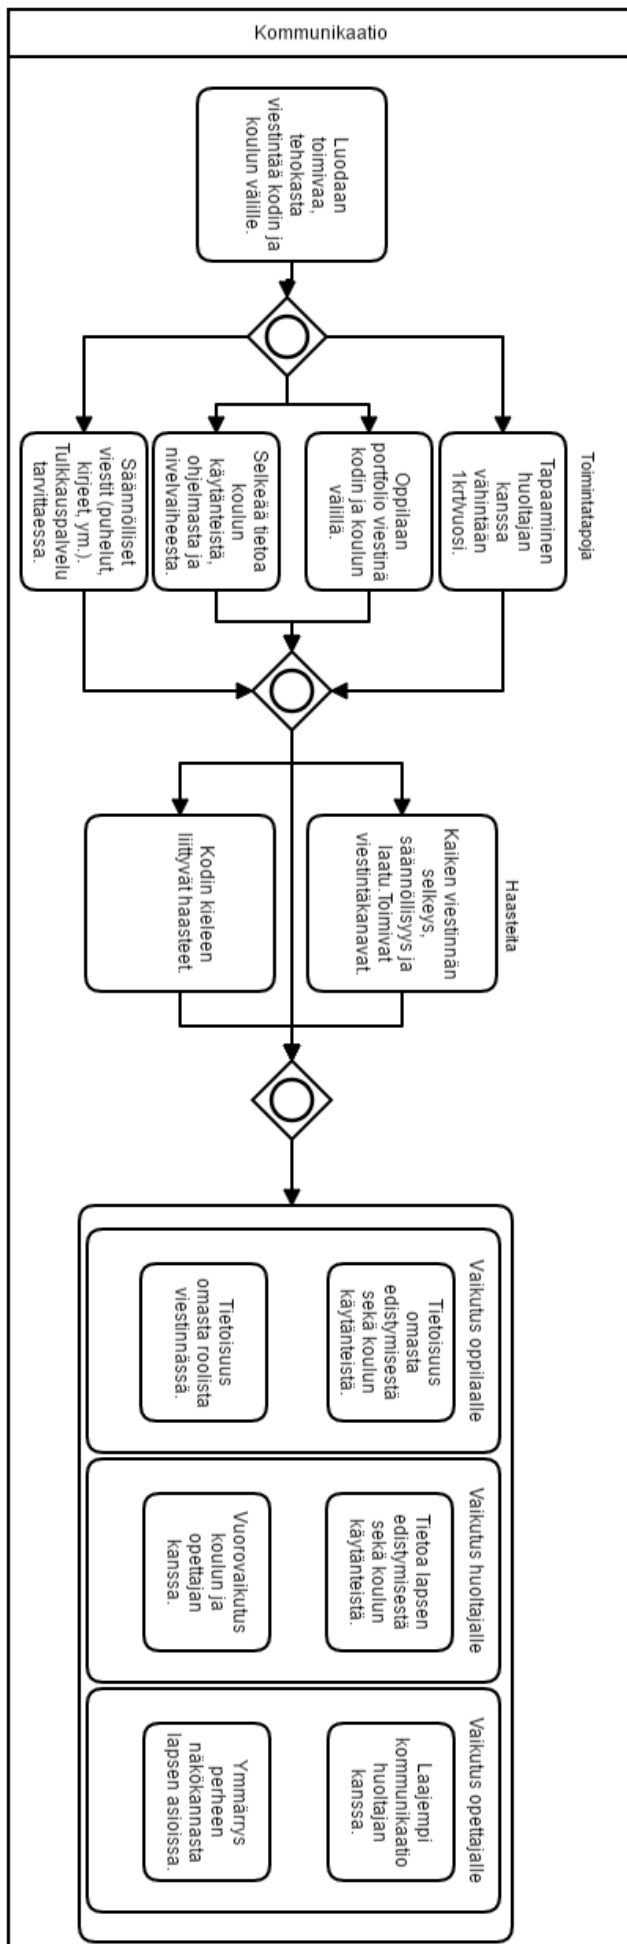 Kommunikaatio
Luodaan
toimivaa,
tehokasta
viestintää kodin ja
koulun välille.
Toimintatapoja
Tapaaminen
huoltajan
kanssa
vähintään
1krt/vuosi.
Oppilaan
portfolio viestinä
kodin ja koulun
välillä.
Selkeää tietoa
koulun
käytänteistä,
ohjelmasta ja
nivelvaiheesta.
Säännölliset
viestit (puhelut,
kirjeet, ym.).
Tulkkauspalvelu
tarvittaessa.
Haasteita
Kaiken viestinnän
selkeys,
säännöllisyys ja
laatu.Toimivat
viestintäkanavat.
Kodin kieleen
liittyvät haasteet.
Vaikutus oppilaalle
Tietoisuus
omasta
edistymisestä
sekä koulun
käytänteistä.
Tietoisuus
omasta roolista
viestinnässä.
Vaikutus huoltajalle
Tietoa lapsen
edistymisestä
sekä koulun
käytänteistä.
Vuorovaikutus
koulun ja
opettajan
kanssa.
Vaikutus opettajalle
Laajempi
kommunikaatio
huoltajan
kanssa.
Ymmärrys
perheen
näkökannasta
lapsen asioissa.